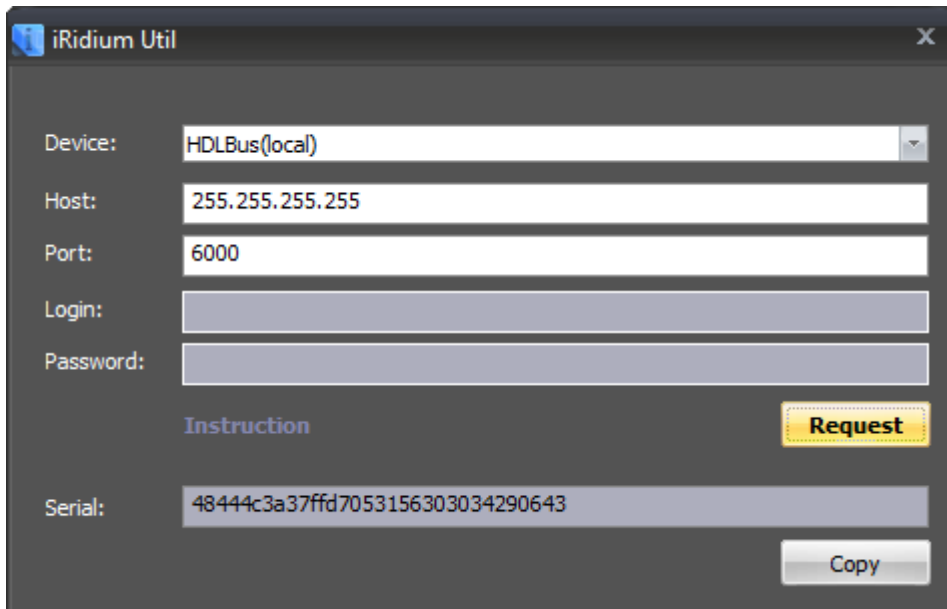 iRidium Util
Device: HDLBus(local)
Host: 255.255.255.255
Port: 6000
Login:
Password:
Instruction Request
Serial: 48444c3a37ffd7053156303034290643
Copy